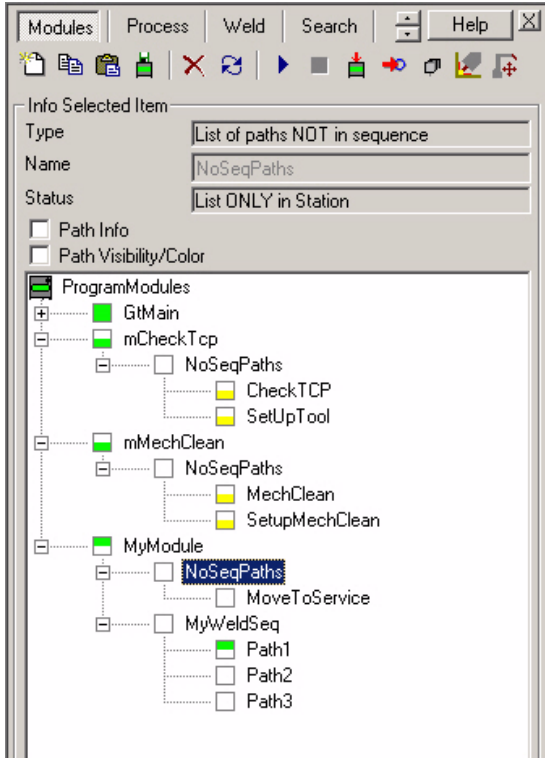 Modules Process Weld Search Help
Info Selected Item
Type List of paths NOT in sequence
Name NoSeqPaths
Status List ONLY in Station
Path Info
Path Visibility/Color
ProgramModules
GtMain
mCheckTcp
NoSeqPaths
CheckTCP
SetUpTool
mMechClean
NoSeqPaths
MechClean
SetupMechClean
MyModule
NoSeqPaths
MoveToService
MyWeldSeq
Path1
Path2
Path3